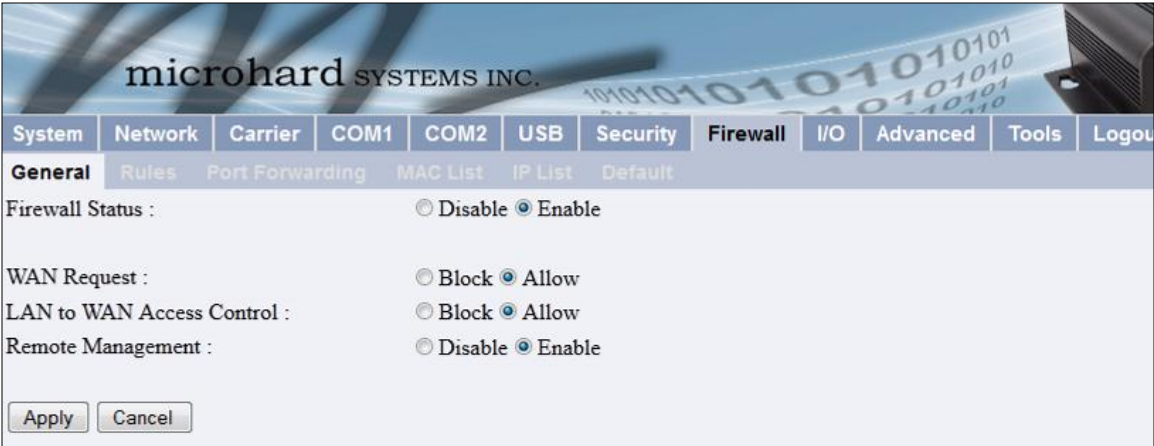 microhard SYSTEMS INC.
System Network Carrier COM1 COM2 USB Security Firewall I/O Advanced Tools Logou
General Rules Port Forwarding MAC List IP List Default
Firewall Status : Disable Enable
WAN Request : Block Allow
LAN to WAN Access Control : Block Allow
Remote Management : Disable Enable
Apply Cancel